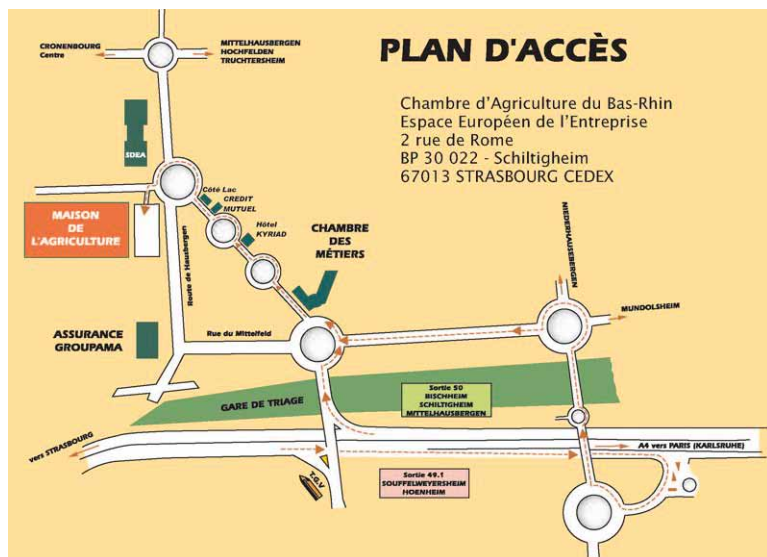 PLAN D'ACCÈS
Chambre d'Agriculture du Bas-Rhin
Espace Européen de l'Entreprise
2 rue de Rome
BP 30 022 - Schiltigheim
67013 STRASBOURG CEDEX
CRONENBOURG
Centre
MITTELHAUSBERGEN
HOCHFELDEN
TRUCHTERSHEIM
SDEA
Côté Lac
CREDIT
MUTUEL
MAISON
DE
L'AGRICULTURE
Hôtel
KYRIAD
CHAMBRE
DES
MÉTIERS
Route de Hausbergen
NIEDERHAUSEBERGEN
MUNDOLSHEIM
ASSURANCE
GROUPAMA
Rue du Mittelfeld
GARE DE TRIAGE
Sortie 50
BISCHHEIM
SCHILTIGHEIM
MITTELHAUSBERGEN
vers STRASBOURG
A4 vers PARIS (KARLSRUHE)
T.G.V
Sortie 49.1
SOUFFELWEYERSHEIM
HOENHEIM